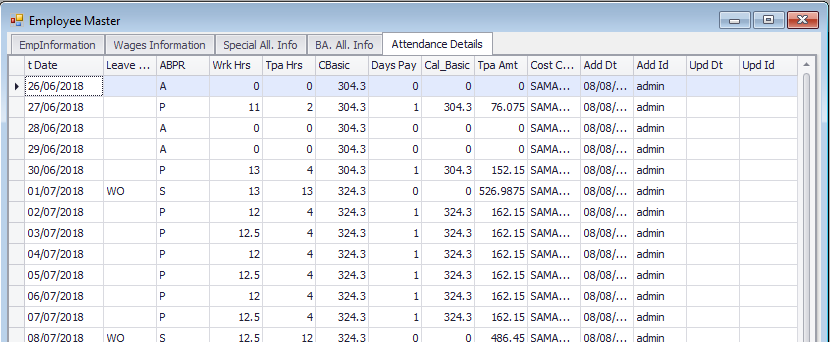 Employee Master
EmpInformation Wages Information Special All. Info BA. All. Info Attendance Details
t Date Leave ... ABPR Wrk Hrs Tpa Hrs CBasic Days Pay Cal_Basic Tpa Amt Cost C... Add Dt Add Id Upd Dt Upd Id
26/06/2018 A 0 0 304.3 0 0 0 SAMA... 08/08/... admin
27/06/2018 P 11 2 304.3 1 304.3 76.075 SAMA... 08/08/... admin
28/06/2018 A 0 0 304.3 0 0 0 SAMA... 08/08/... admin
29/06/2018 A 0 0 304.3 0 0 0 SAMA... 08/08/... admin
30/06/2018 P 13 4 304.3 1 304.3 152.15 SAMA... 08/08/... admin
01/07/2018 WO S 13 13 324.3 0 0 526.9875 SAMA... 08/08/... admin
02/07/2018 P 12 4 324.3 1 324.3 162.15 SAMA... 08/08/... admin
03/07/2018 P 12.5 4 324.3 1 324.3 162.15 SAMA... 08/08/... admin
04/07/2018 P 12 4 324.3 1 324.3 162.15 SAMA... 08/08/... admin
05/07/2018 P 12.5 4 324.3 1 324.3 162.15 SAMA... 08/08/... admin
06/07/2018 P 12 4 324.3 1 324.3 162.15 SAMA... 08/08/... admin
07/07/2018 P 12.5 4 324.3 1 324.3 162.15 SAMA... 08/08/... admin
08/07/2018 WO S 12.5 12 324.3 0 0 486.45 SAMA... 08/08/... admin